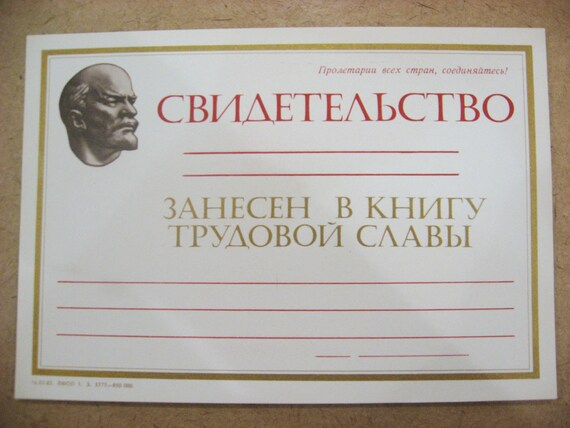 Пролетарии всех стран, соединяйтесь!
СВИДЕТЕЛЬСТВО
ЗАНЕСЕН В КНИГУ
ТРУДОВОЙ СЛАВЫ